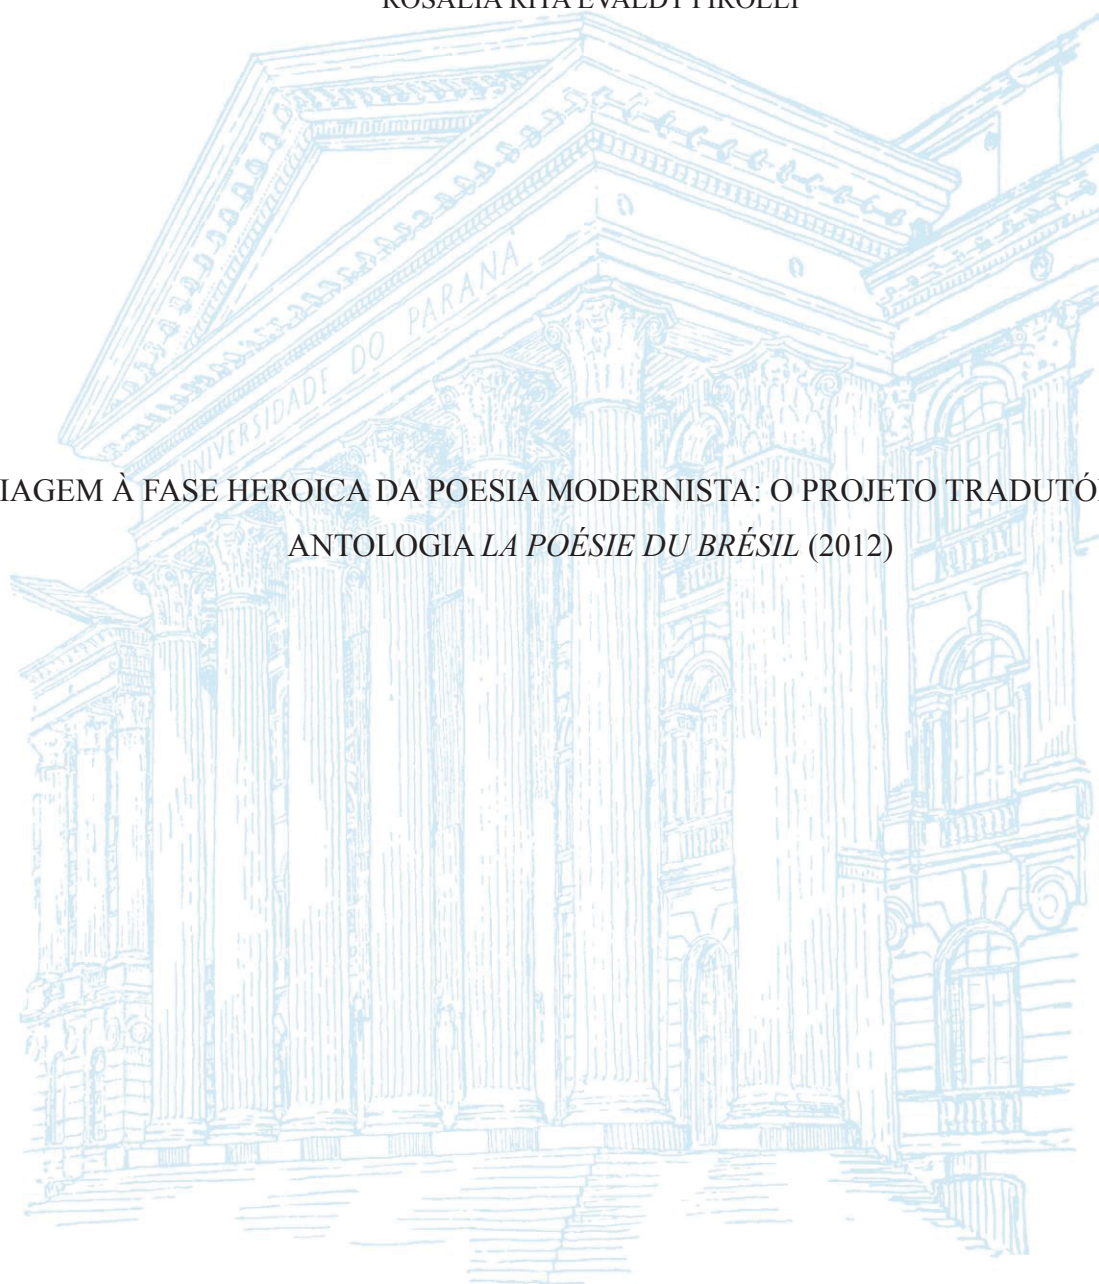 ROSALIA RITA EVALDT PIROLLI
UNIVERSIDADE DO PARANÁ
IAGEM À FASE HEROICA DA POESIA MODERNISTA: O PROJETO TRADUTÓ
ANTOLOGIA LA POÉSIE DU BRÉSIL (2012)